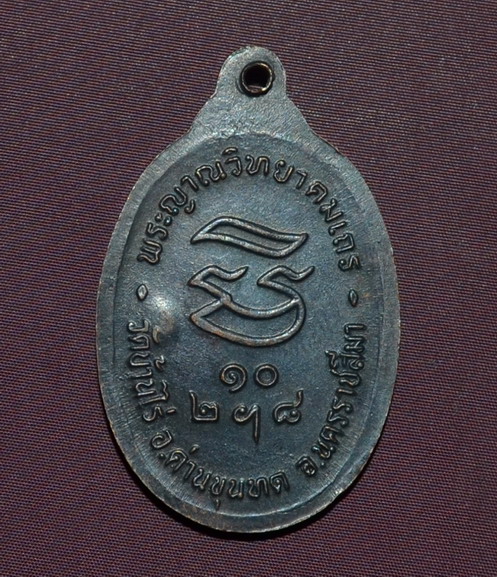 พระญาณวิทยาคมเถร
๑๐
๒ ๘
วัดบ้านไร่ อ.ด่านขุนทด จ.นครราชสีมา